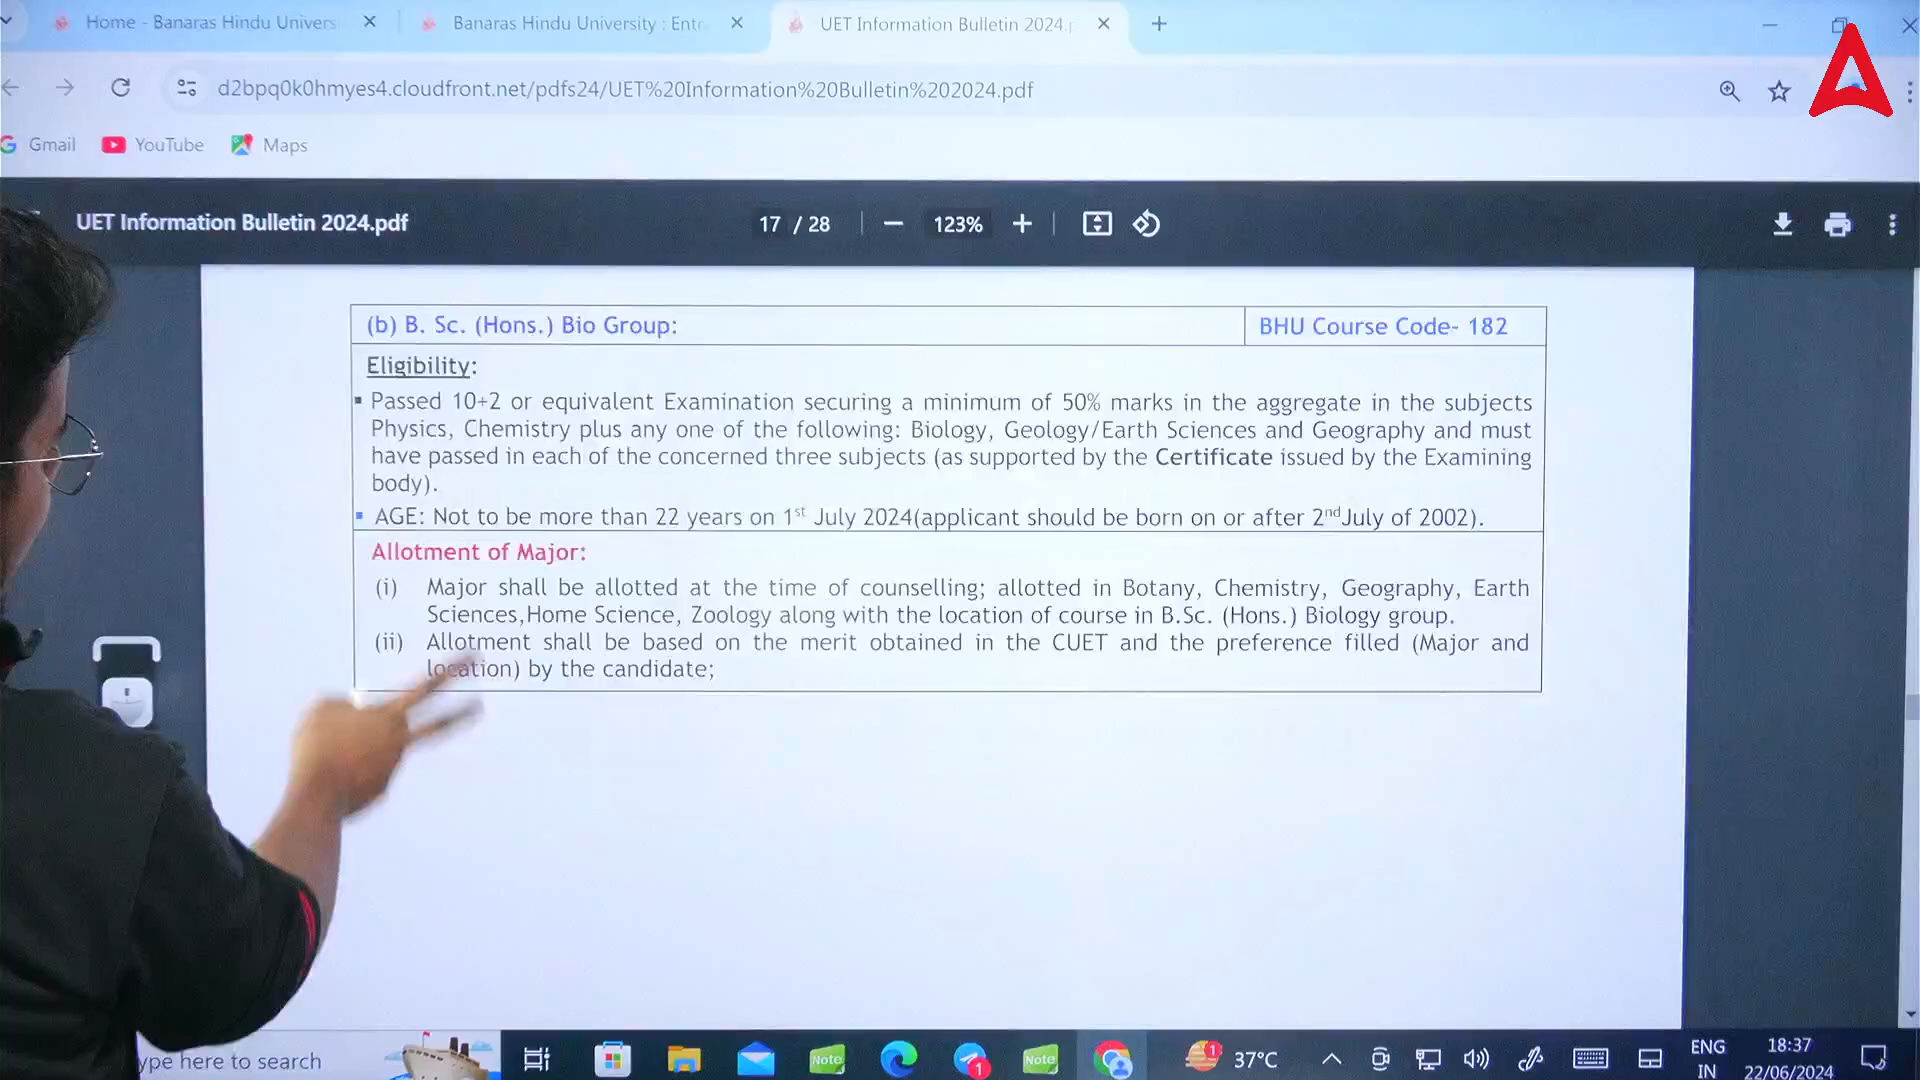 Home - Banaras Hindu Univers
Banaras Hindu University : Entr
UET Information Bulletin 2024.p
d2bpq0k0hmyes4.cloudfront.net/pdfs24/UET%20Information%20Bulletin%202024.pdf
Gmail
YouTube
Maps
UET Information Bulletin 2024.pdf
17 / 28
123%
(b) B. Sc. (Hons.) Bio Group:
BHU Course Code- 182
Eligibility:
▪ Passed 10+2 or equivalent Examination securing a minimum of 50% marks in the aggregate in the subjects
Physics, Chemistry plus any one of the following: Biology, Geology/Earth Sciences and Geography and must
have passed in each of the concerned three subjects (as supported by the Certificate issued by the Examining
body).
▪ AGE: Not to be more than 22 years on 1st July 2024(applicant should be born on or after 2nd July of 2002).
Allotment of Major:
(i) Major shall be allotted at the time of counselling; allotted in Botany, Chemistry, Geography, Earth
Sciences,Home Science, Zoology along with the location of course in B.Sc. (Hons.) Biology group.
(ii) Allotment shall be based on the merit obtained in the CUET and the preference filled (Major and
location) by the candidate;
ype here to search
Note
1
Note
1
37°C
ENG
IN
18:37
22/06/2024